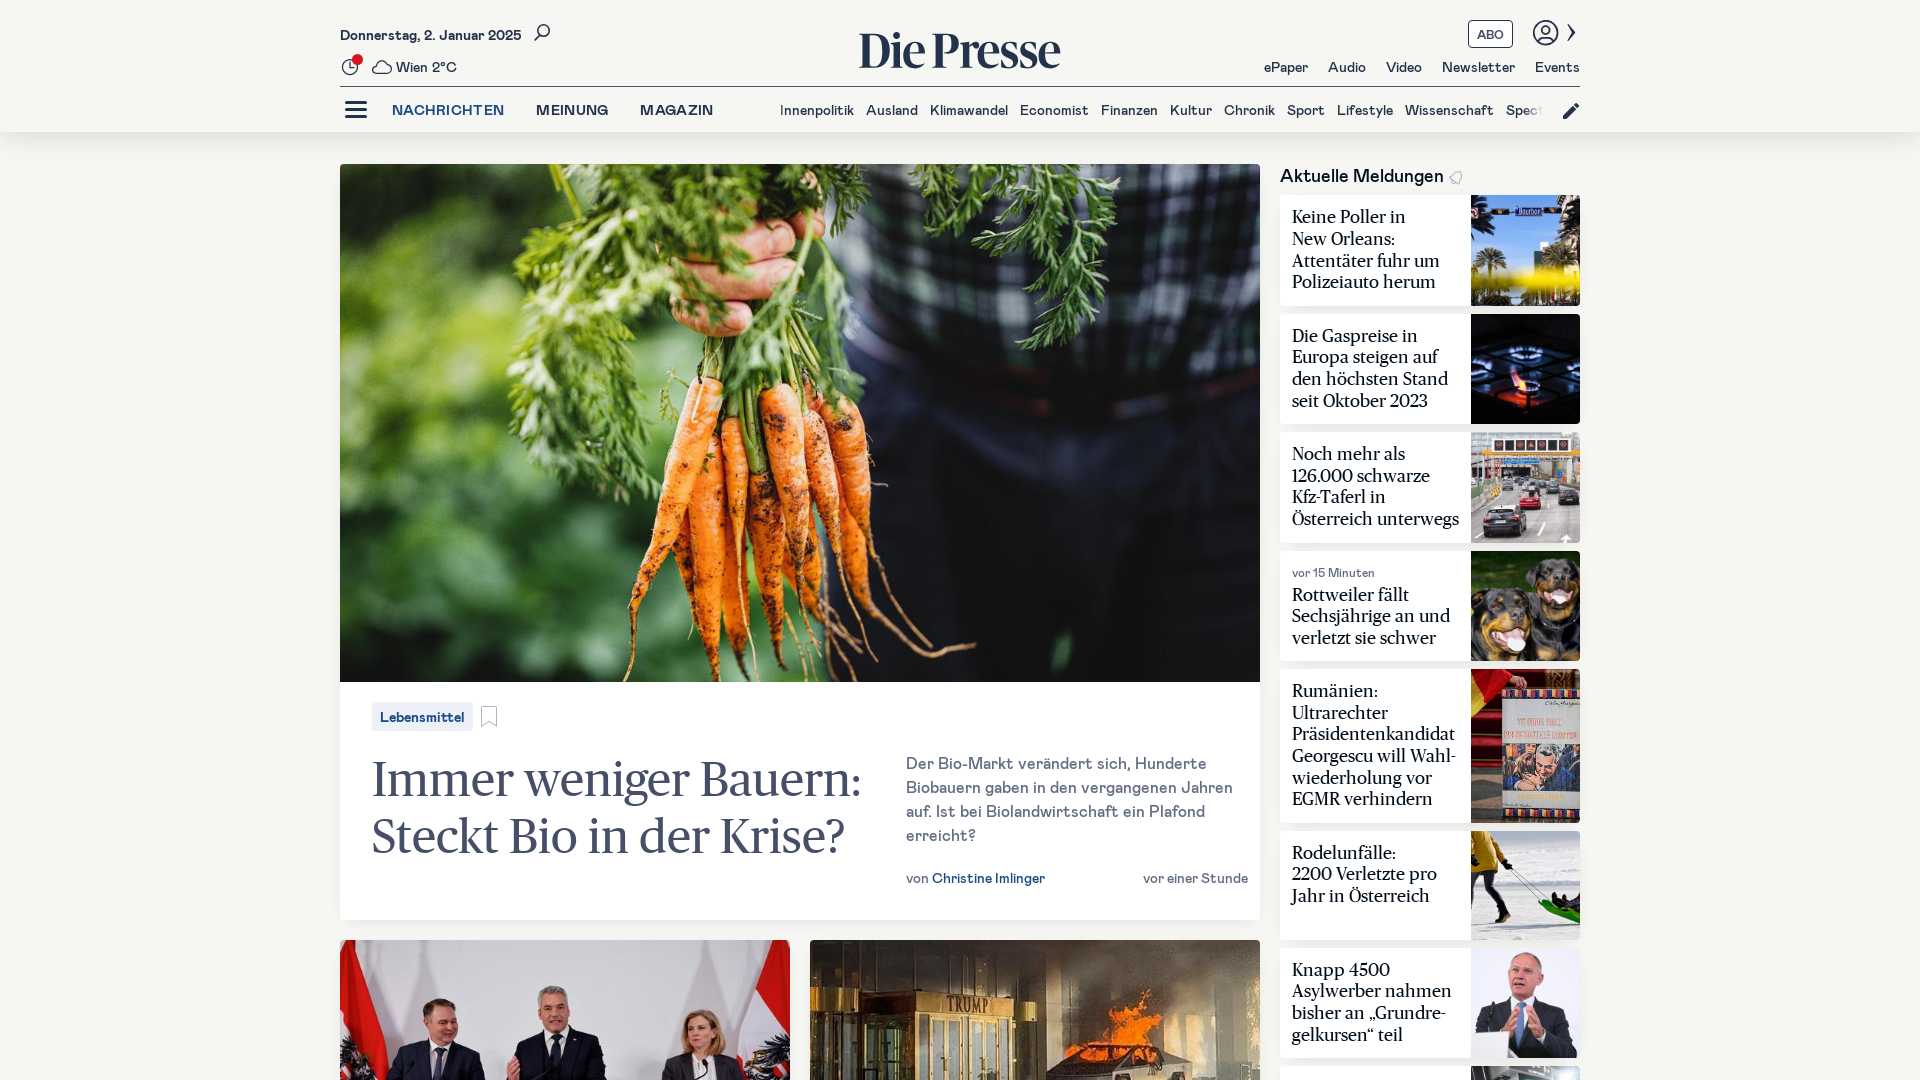 Donnerstag, 2. Januar 2025
Wien 2°C
Die Presse
ABO
ePaper Audio Video Newsletter Events
NACHRICHTEN MEINUNG MAGAZIN
Innenpolitik Ausland Klimawandel Economist Finanzen Kultur Chronik Sport Lifestyle Wissenschaft Spect
Lebensmittel
Immer weniger Bauern:
Steckt Bio in der Krise?
Der Bio-Markt verändert sich, Hunderte
Biobauern gaben in den vergangenen Jahren
auf. Ist bei Biolandwirtschaft ein Plafond
erreicht?
von Christine Imlinger
vor einer Stunde
TRUMP
Aktuelle Meldungen
Keine Poller in
New Orleans:
Attentäter fuhr um
Polizeiauto herum
Bourbon
Die Gaspreise in
Europa steigen auf
den höchsten Stand
seit Oktober 2023
Noch mehr als
126.000 schwarze
Kfz-Taferl in
Österreich unterwegs
vor 15 Minuten
Rottweiler fällt
Sechsjährige an und
verletzt sie schwer
Rumänien:
Ultrarechter
Präsidentenkandidat
Georgescu will Wahl-
wiederholung vor
EGMR verhindern
Rodelunfälle:
2200 Verletzte pro
Jahr in Österreich
Knapp 4500
Asylwerber nahmen
bisher an „Grundre-
gelkursen“ teil